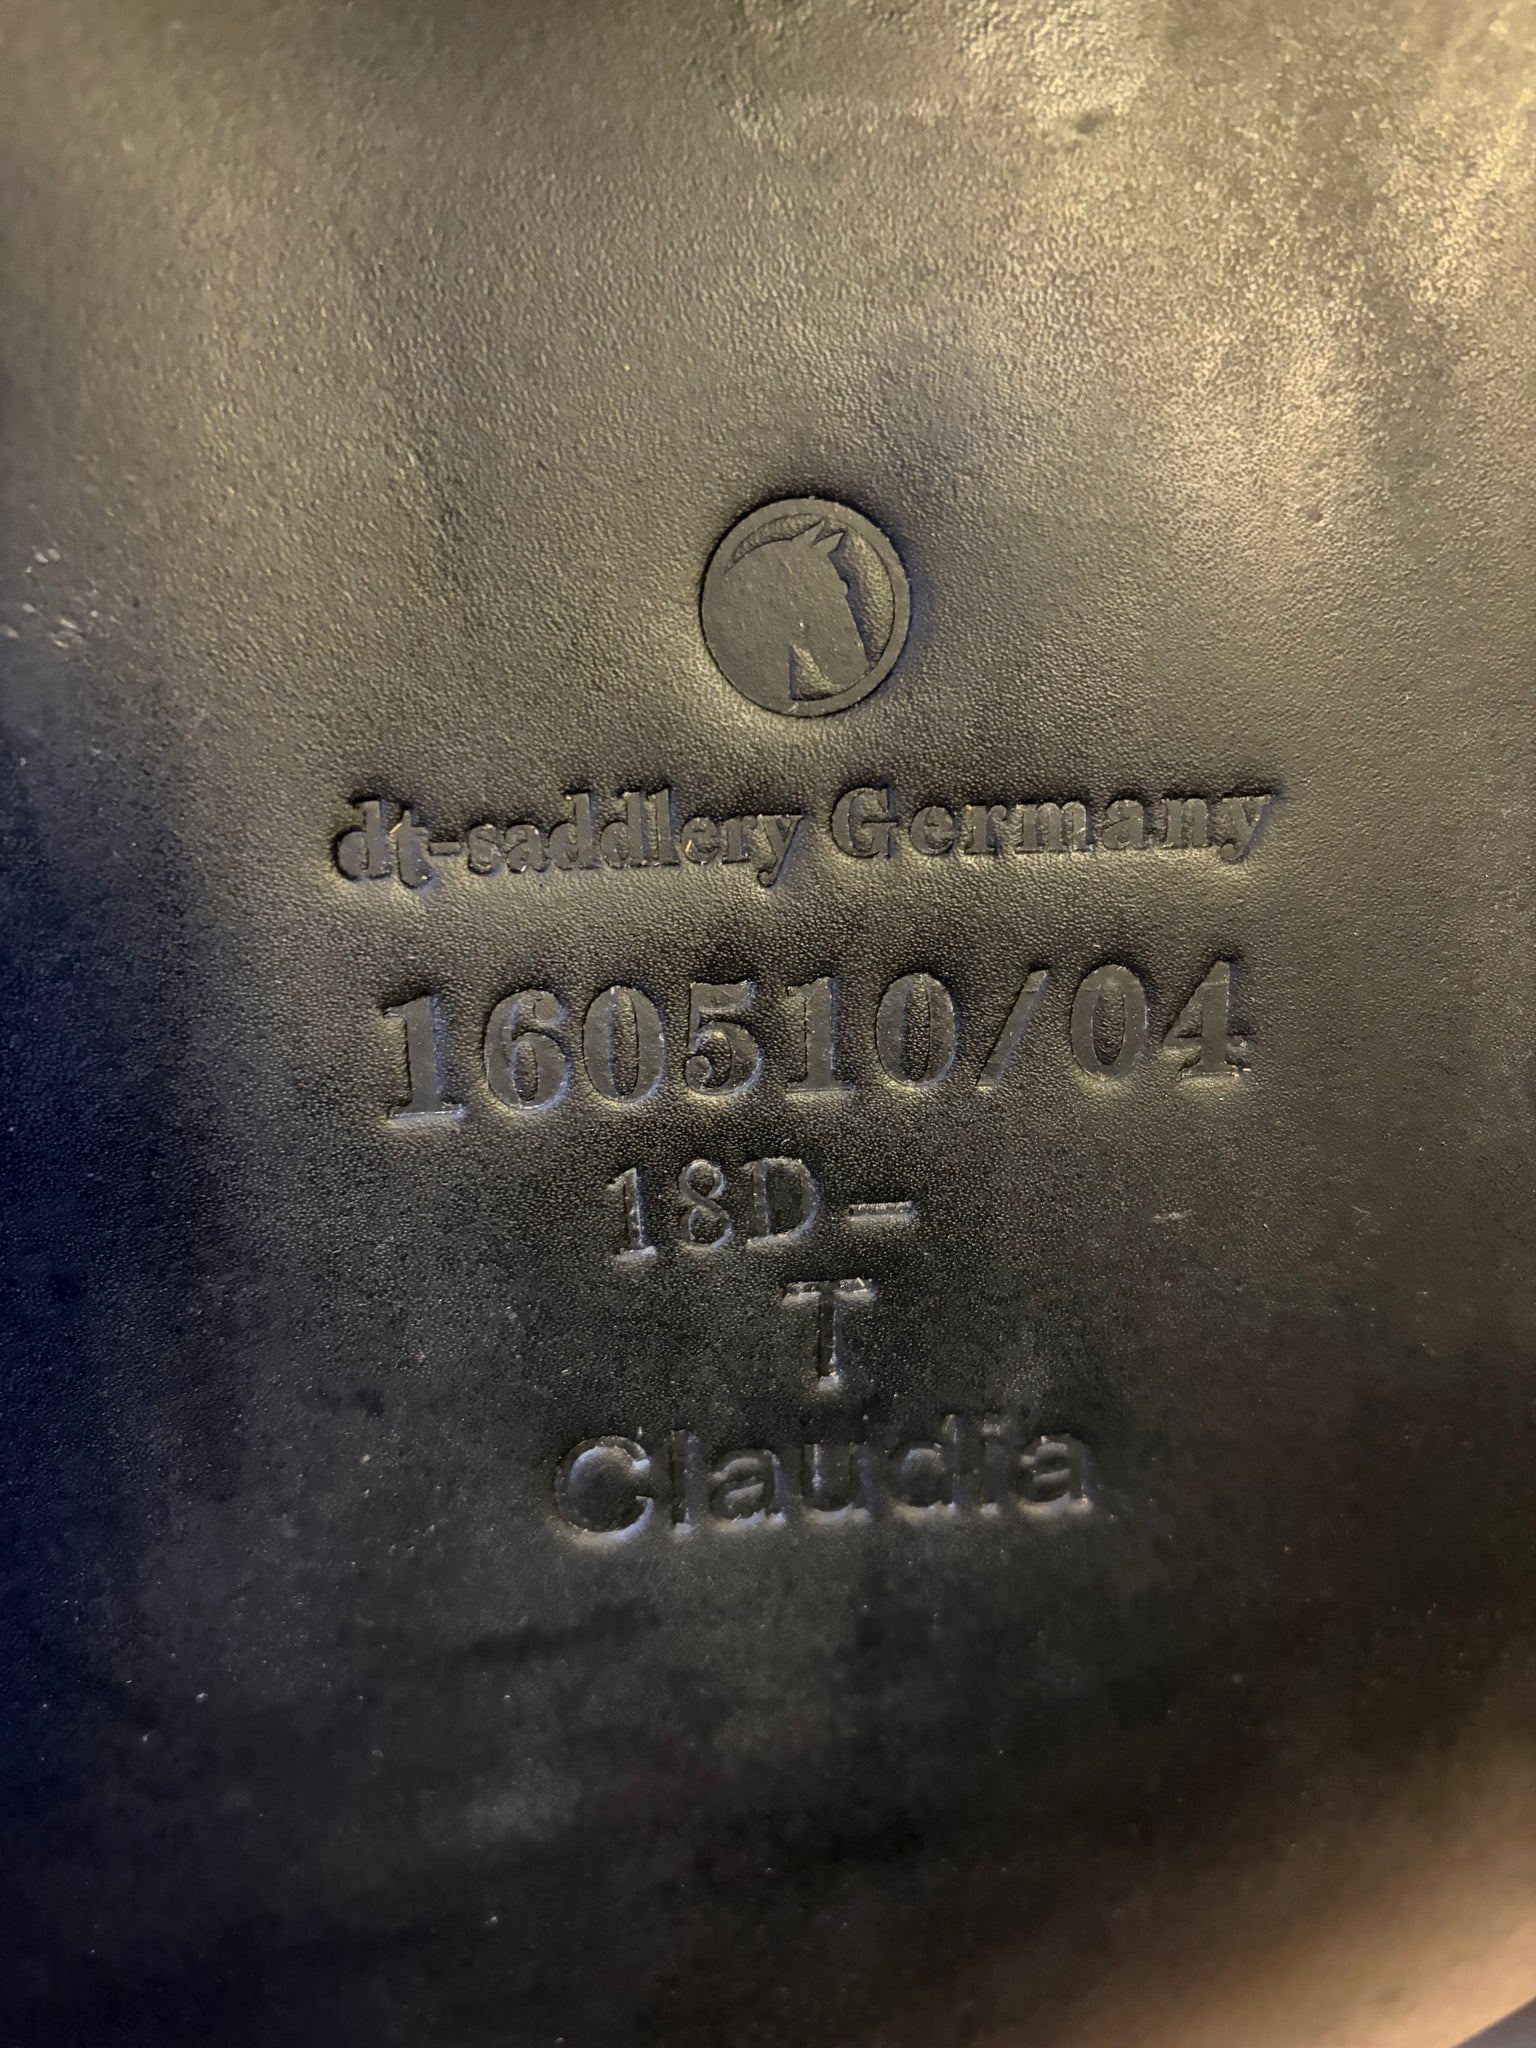 dt-saddlery Germany
160510/04
18D-
T
Claudia